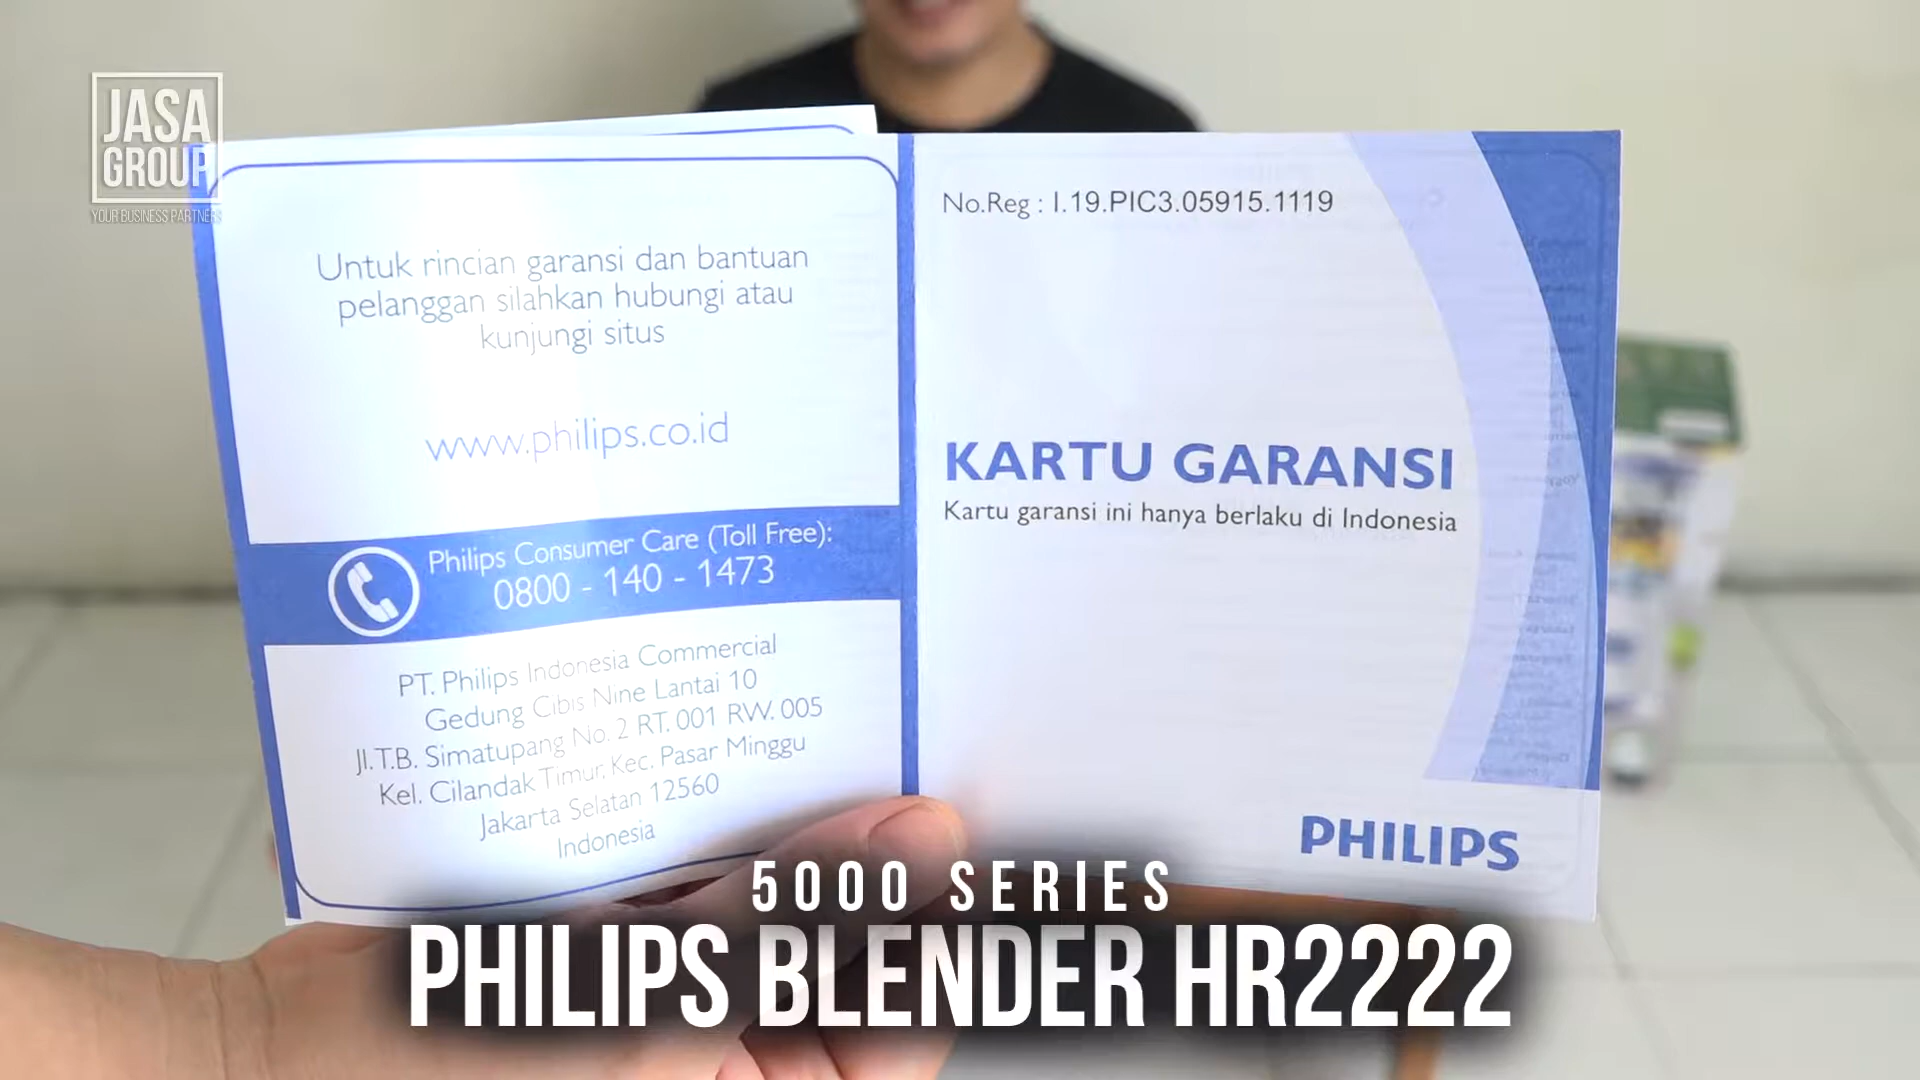 JASA
GROUP
YOUR BUSINESS PARTNERS
Untuk rincian garansi dan bantuan
pelanggan silahkan hubungi atau
kunjungi situs
www.philips.co.id
Philips Consumer Care (Toll Free):
0800 - 140 - 1473
PT. Philips Indonesia Commercial
Gedung Cibis Nine Lantai 10
Jl.T.B. Simatupang No. 2 RT. 001 RW. 005
Kel. Cilandak Timur, Kec. Pasar Minggu
Jakarta Selatan 12560
Indonesia
No.Reg : I.19.PIC3.05915.1119
KARTU GARANSI
Kartu garansi ini hanya berlaku di Indonesia
PHILIPS
5000 SERIES
PHILIPS BLENDER HR2222